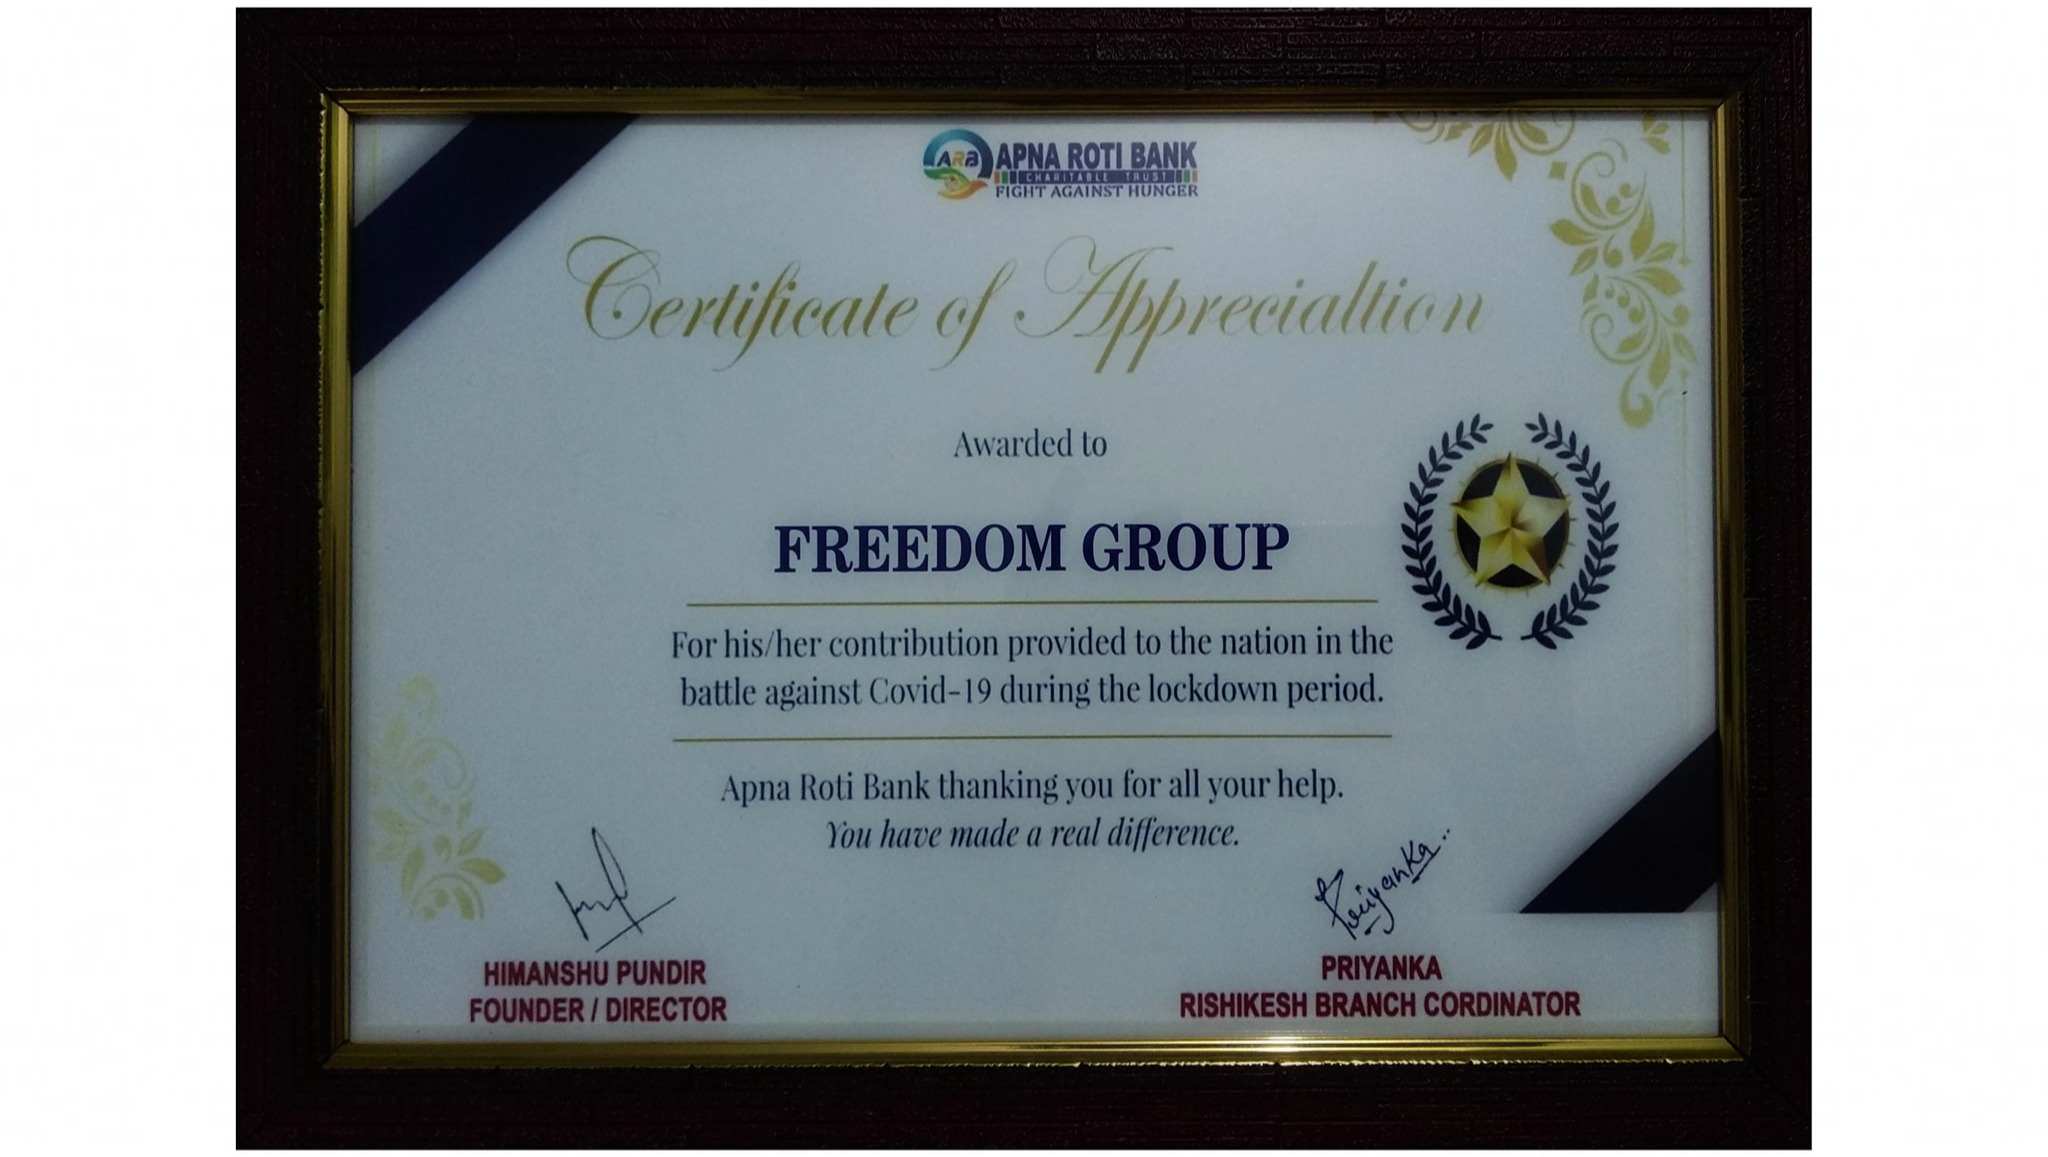 ARB APNA ROTI BANK
CHARITABLE TRUST
FIGHT AGAINST HUNGER
Certificate of Apprecialtion
Awarded to
FREEDOM GROUP
For his/her contribution provided to the nation in the
battle against Covid-19 during the lockdown period.
Apna Roti Bank thanking you for all your help.
You have made a real difference.
Priyanka..
HIMANSHU PUNDIR
FOUNDER / DIRECTOR
PRIYANKA
RISHIKESH BRANCH CORDINATOR